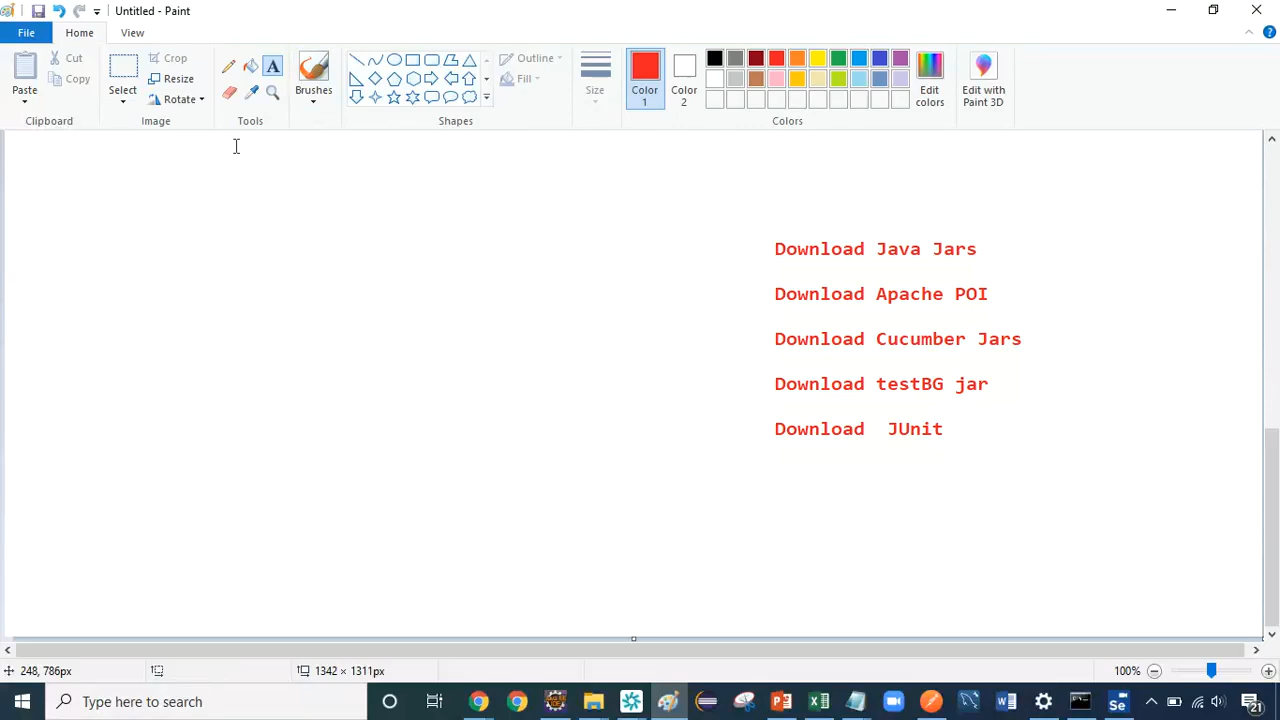 Untitled - Paint
File Home View
Paste
Cut
Copy
Clipboard
Select
Crop
Resize
Rotate
Image
Tools
Brushes
Shapes
Outline
Fill
Size
Color 1
Color 2
Edit colors
Colors
Edit with Paint 3D
Download Java Jars
Download Apache POI
Download Cucumber Jars
Download testBG jar
Download JUnit
248, 786px
1342 × 1311px
100%
Type here to search
Se
21